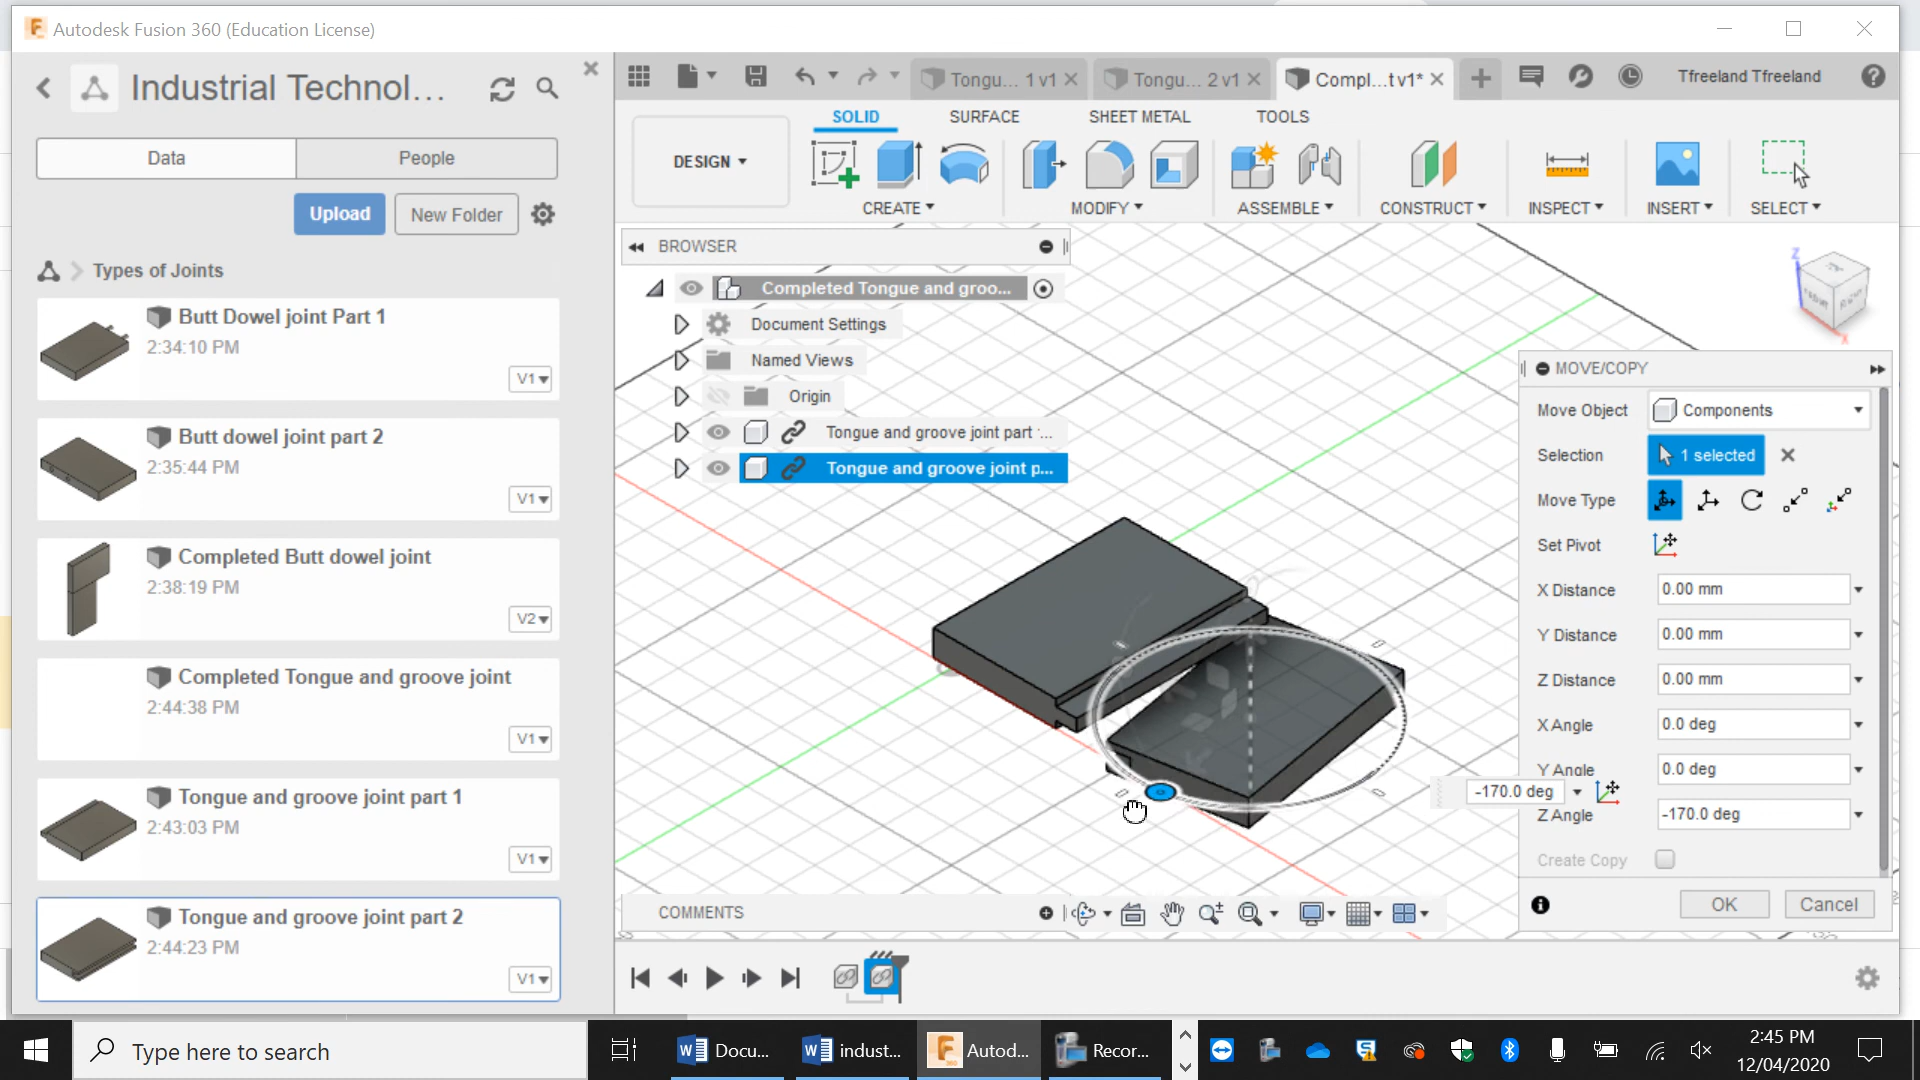 Autodesk Fusion 360 (Education License)
Industrial Technol...
Data
People
Upload
New Folder
Types of Joints
Butt Dowel joint Part 1
2:34:10 PM
V1
Butt dowel joint part 2
2:35:44 PM
V1
Completed Butt dowel joint
2:38:19 PM
V2
Completed Tongue and groove joint
2:44:38 PM
V1
Tongue and groove joint part 1
2:43:03 PM
V1
Tongue and groove joint part 2
2:44:23 PM
V1
Tongu... 1 v1
Tongu... 2 v1
Compl...t v1*
Tfreeland Tfreeland
DESIGN
SOLID
SURFACE
SHEET METAL
TOOLS
CREATE
MODIFY
ASSEMBLE
CONSTRUCT
INSPECT
INSERT
SELECT
BROWSER
Completed Tongue and groo...
Document Settings
Named Views
Origin
Tongue and groove joint part :...
Tongue and groove joint p...
Z
FRONT
RIGHT
X
MOVE/COPY
Move Object
Components
Selection
1 selected
Move Type
Set Pivot
X Distance
0.00 mm
Y Distance
0.00 mm
Z Distance
0.00 mm
X Angle
0.0 deg
Y Angle
0.0 deg
-170.0 deg
Z Angle
-170.0 deg
Create Copy
OK
Cancel
COMMENTS
Type here to search
Docu...
indust...
Autod...
Recor...
2:45 PM
12/04/2020